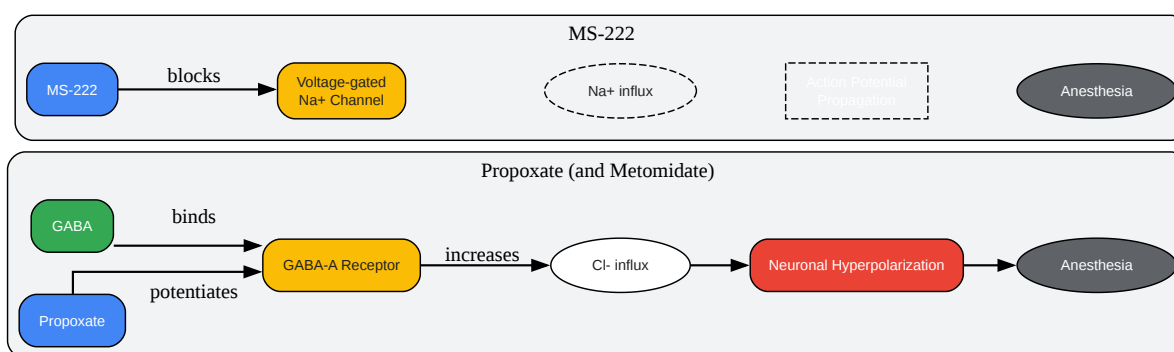 MS-222
MS-222
blocks
Voltage-gated
Na+ Channel
Na+ influx
Action Potential
Propagation
Anesthesia
Propoxate (and Metomidate)
GABA
binds
Propoxate
potentiates
GABA-A Receptor
increases
Cl- influx
Neuronal Hyperpolarization
Anesthesia